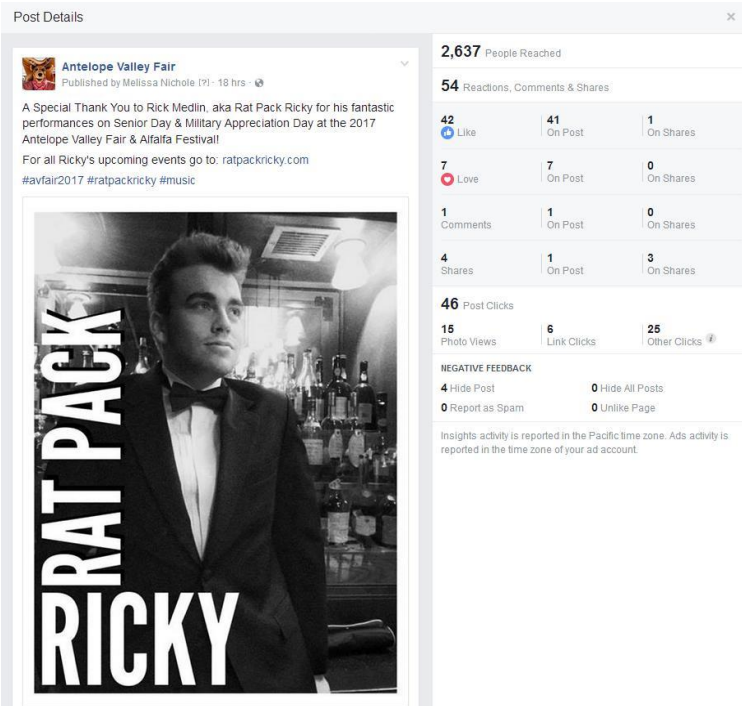 Post Details
Antelope Valley Fair
Published by Melissa Nichole [?] · 18 hrs ·
A Special Thank You to Rick Medlin, aka Rat Pack Ricky for his fantastic
performances on Senior Day & Military Appreciation Day at the 2017
Antelope Valley Fair & Alfalfa Festival!
For all Ricky's upcoming events go to: ratpackricky.com
#avfair2017 #ratpackricky #music
RAT PACK
RICKY
2,637 People Reached
54 Reactions, Comments & Shares
42 41 1
Like On Post On Shares
7 7 0
Love On Post On Shares
1 1 0
Comments On Post On Shares
4 1 3
Shares On Post On Shares
46 Post Clicks
15 6 25
Photo Views Link Clicks Other Clicks i
NEGATIVE FEEDBACK
4 Hide Post 0 Hide All Posts
0 Report as Spam 0 Unlike Page
Insights activity is reported in the Pacific time zone. Ads activity is
reported in the time zone of your ad account.